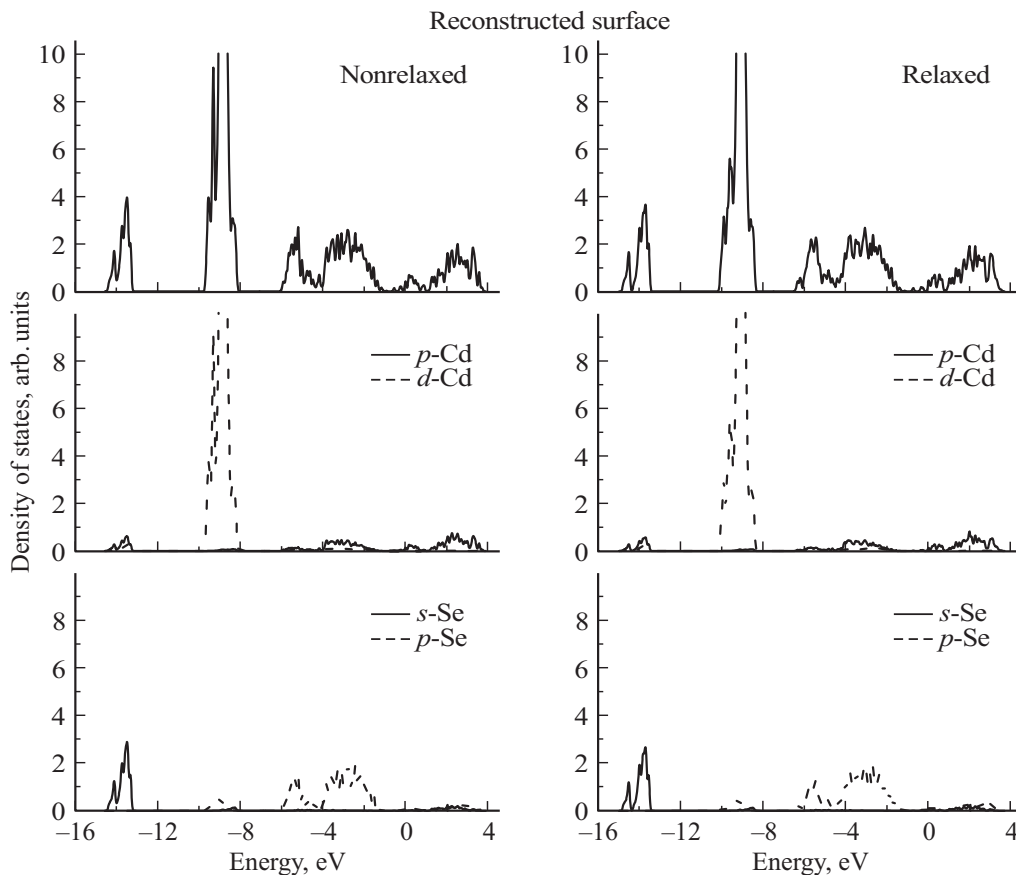 Reconstructed surface
Nonrelaxed
10
8
6
4
2
0
Relaxed
10
8
6
4
2
0
Density of states, arb. units
p-Cd
d-Cd
8
6
4
2
0
p-Cd
d-Cd
8
6
4
2
0
s-Se
p-Se
8
6
4
2
0
s-Se
p-Se
8
6
4
2
0
−16 −12 −8 −4 0 4
−16 −12 −8 −4 0 4
Energy, eV
Energy, eV